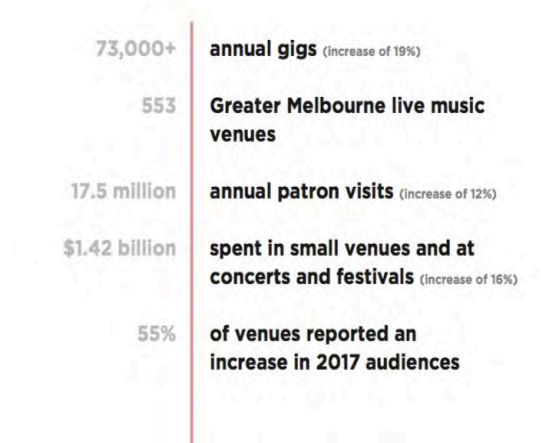 73,000+ annual gigs (increase of 19%)
553 Greater Melbourne live music
venues
17.5 million annual patron visits (increase of 12%)
$1.42 billion spent in small venues and at
concerts and festivals (increase of 16%)
55% of venues reported an
increase in 2017 audiences